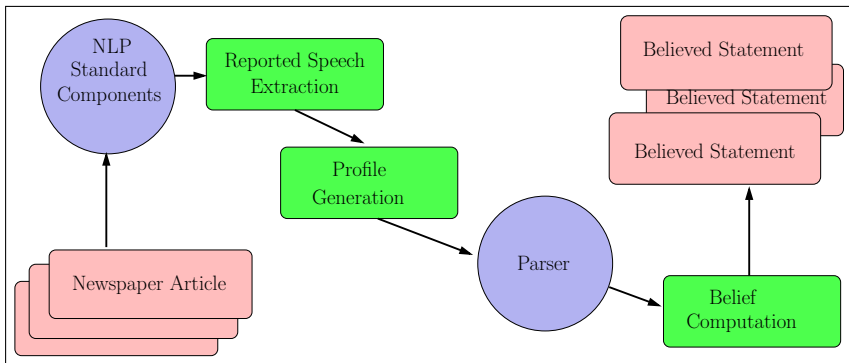 NLP
Standard
Components
Reported Speech
Extraction
Profile
Generation
Parser
Belief
Computation
Believed Statement
Believed Statement
Believed Statement
Newspaper Article